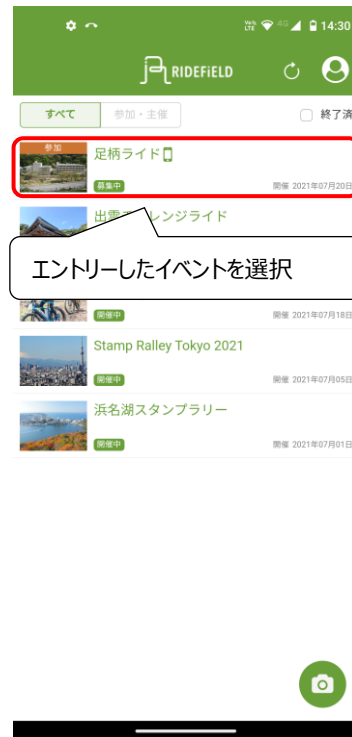 VoLTE 4G 14:30
RIDEFiELD
すべて 参加・主催 終了済
参加
足柄ライド
募集中 開催 2021年07月20日
レンジライド
エントリーしたイベントを選択
開催中 開催 2021年07月18日
Stamp Ralley Tokyo 2021
開催中 開催 2021年07月05日
浜名湖スタンプラリー
開催中 開催 2021年07月01日